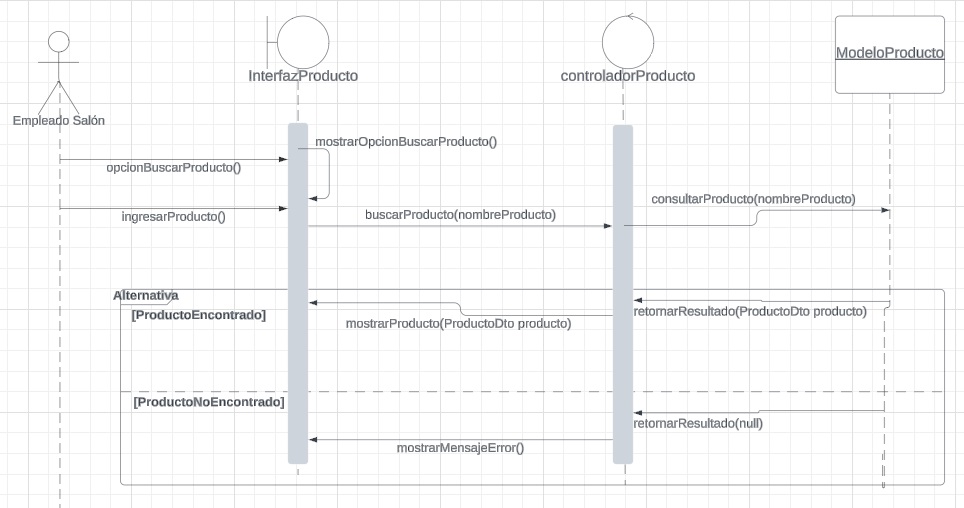 ModeloProducto
InterfazProducto
controladorProducto
Empleado Salón
mostrarOpcionBuscarProducto()
opcionBuscarProducto()
consultarProducto(nombreProducto)
ingresarProducto()
buscarProducto(nombreProducto)
Alternativa
[ProductoEncontrado]
retornarResultado(ProductoDto producto)
mostrarProducto(ProductoDto producto)
[ProductoNoEncontrado]
retornarResultado(null)
mostrarMensajeError()